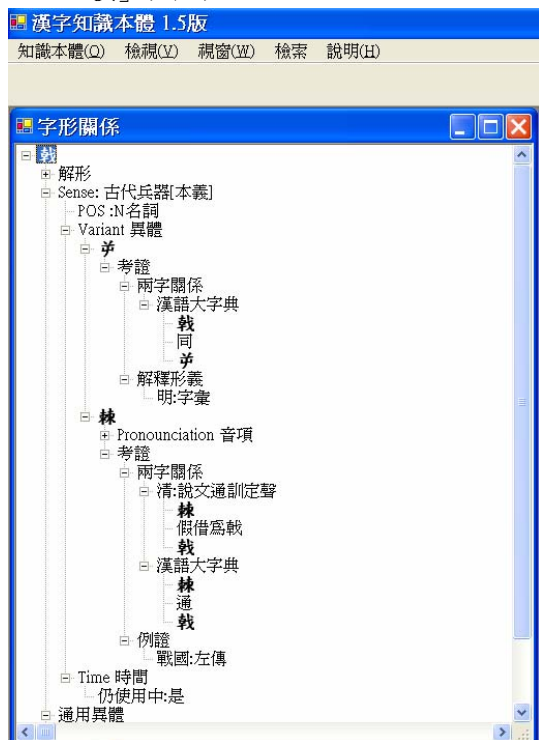 漢字知識本體 1.5版
知識本體(O) 檢視(V) 視窗(W) 檢索 說明(H)
字形關係
戟
解形
Sense: 古代兵器[本義]
POS :N名詞
Variant 異體
考證
兩字關係
漢語大字典
戟
同
解釋形義
明:字彙
棘
Pronounciation 音項
考證
兩字關係
清:說文通訓定聲
棘
假借爲戟
戟
漢語大字典
棘
通
戟
例證
戰國:左傳
Time 時間
仍使用中:是
通用異體